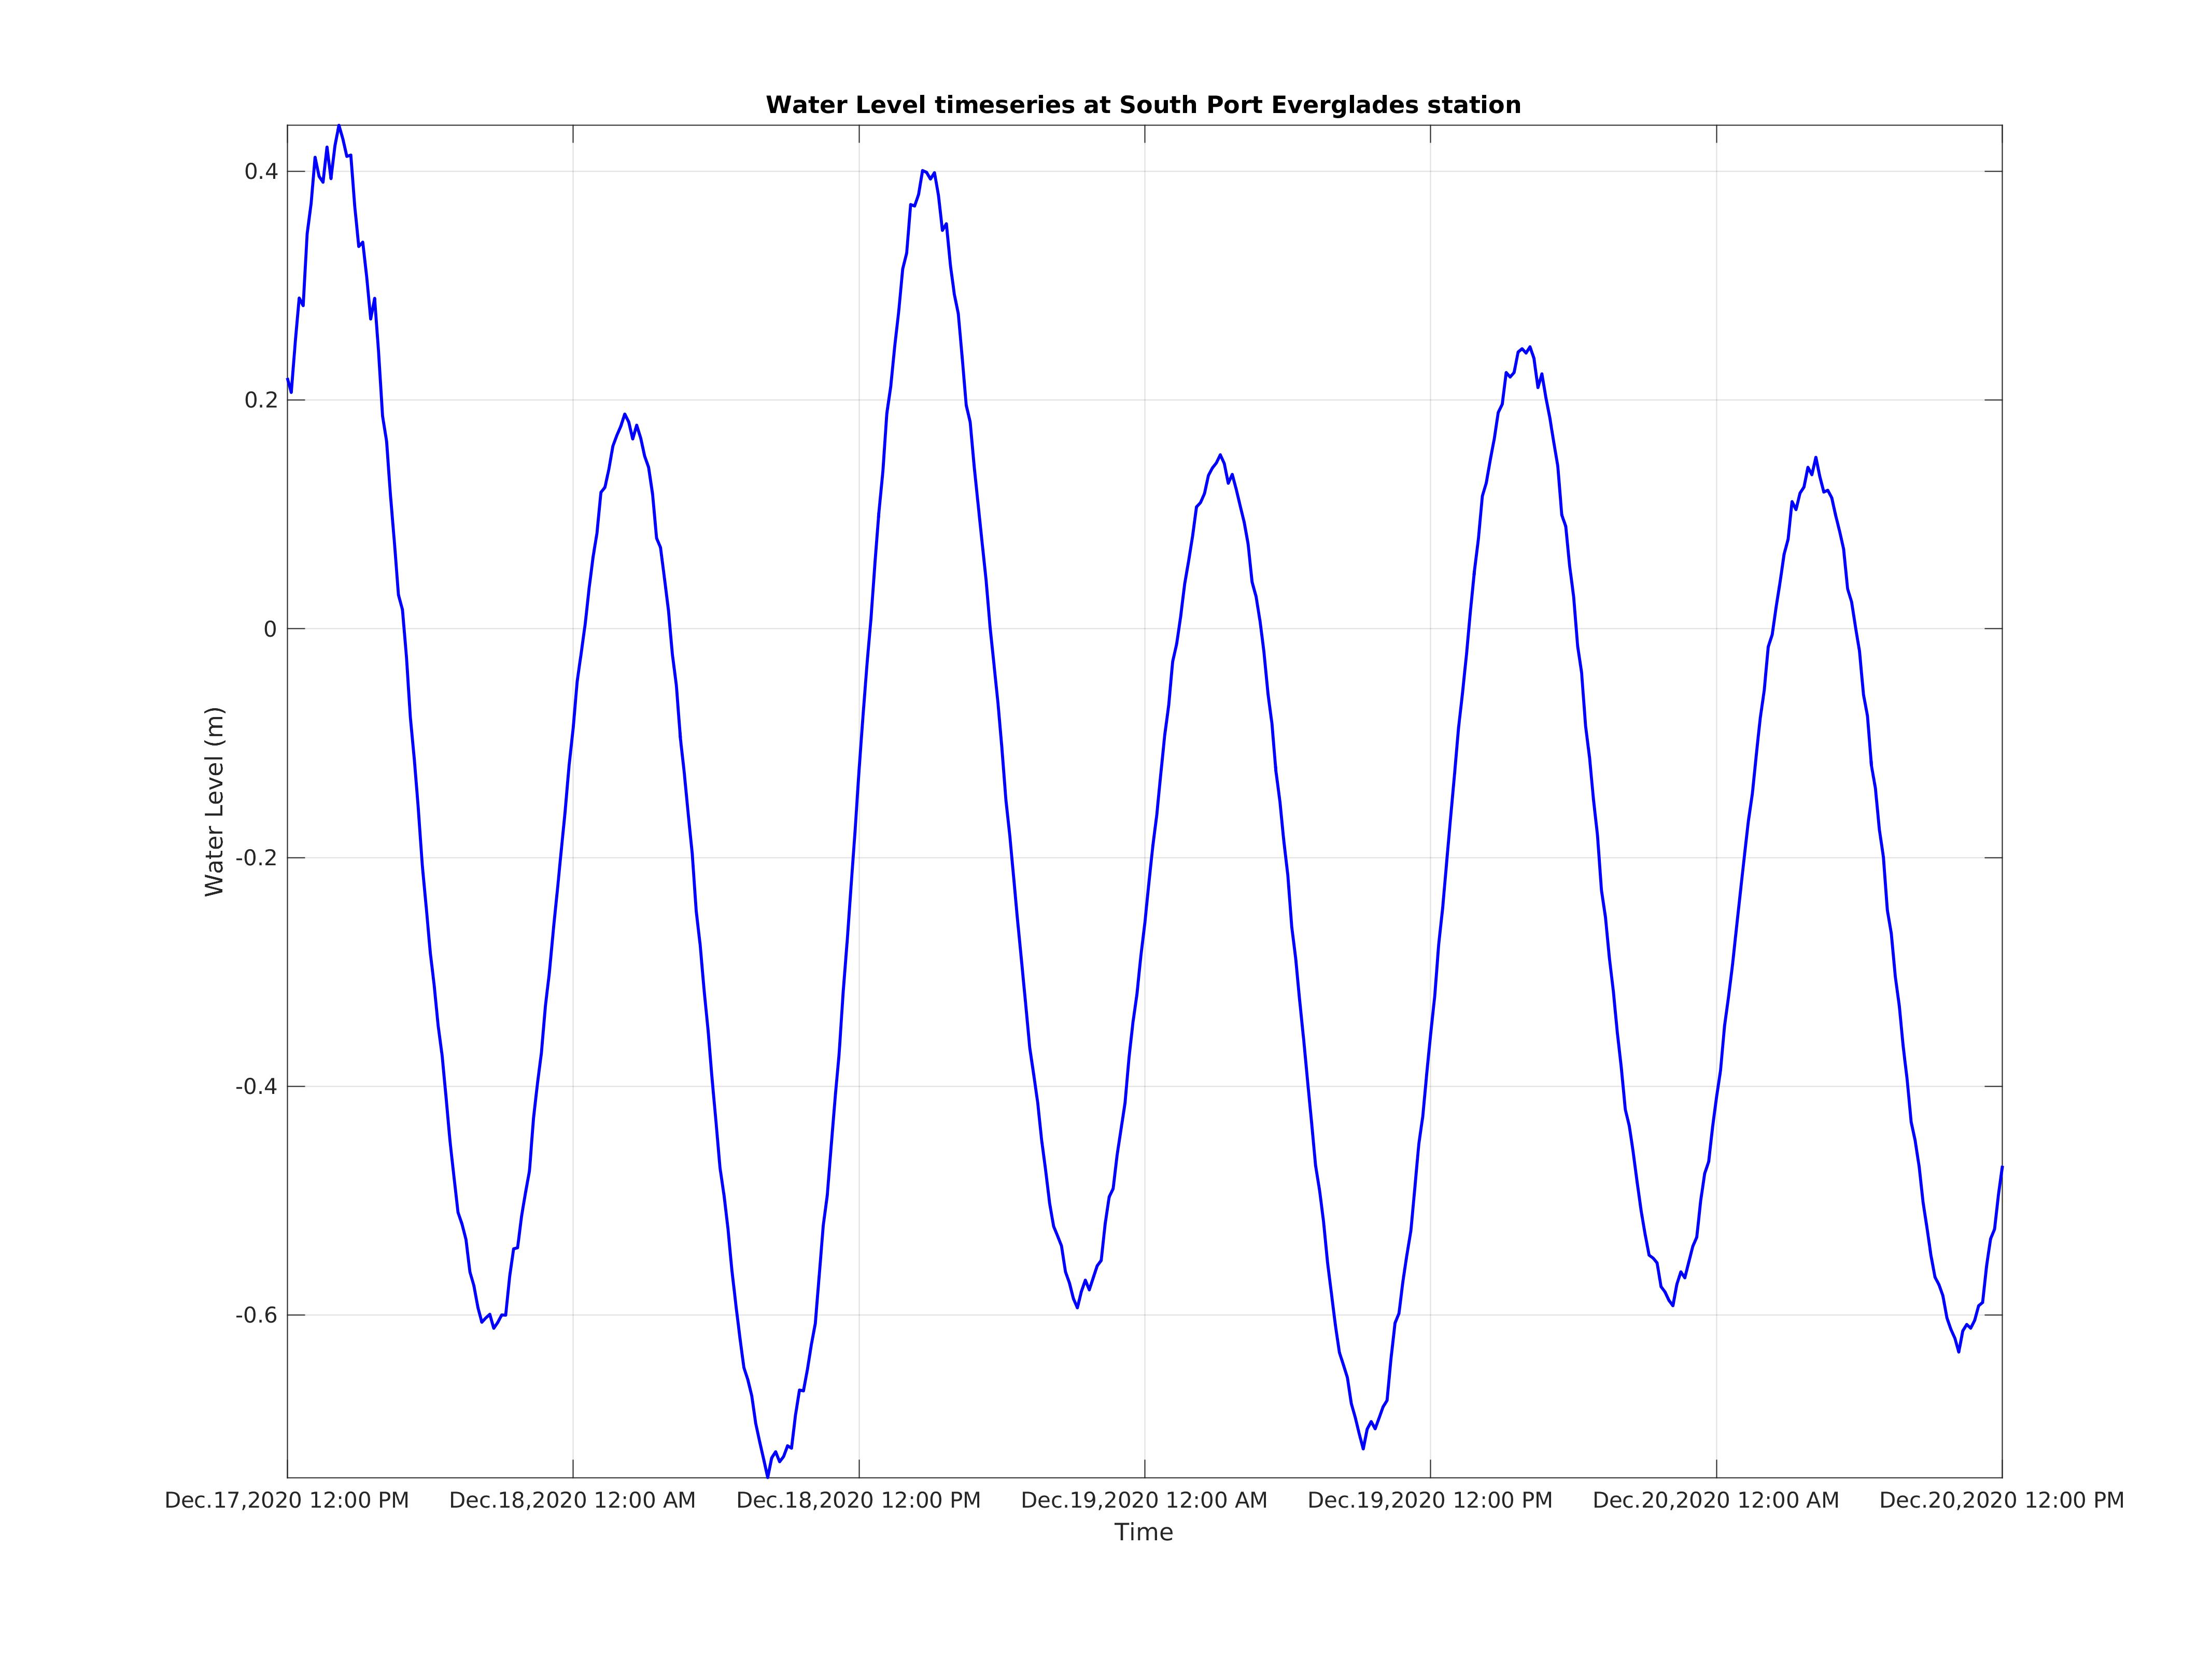 Water Level timeseries at South Port Everglades station
0.4
0.2
0
-0.2
-0.4
-0.6
Water Level (m)
Dec.17,2020 12:00 PM
Dec.18,2020 12:00 AM
Dec.18,2020 12:00 PM
Dec.19,2020 12:00 AM
Dec.19,2020 12:00 PM
Dec.20,2020 12:00 AM
Dec.20,2020 12:00 PM
Time